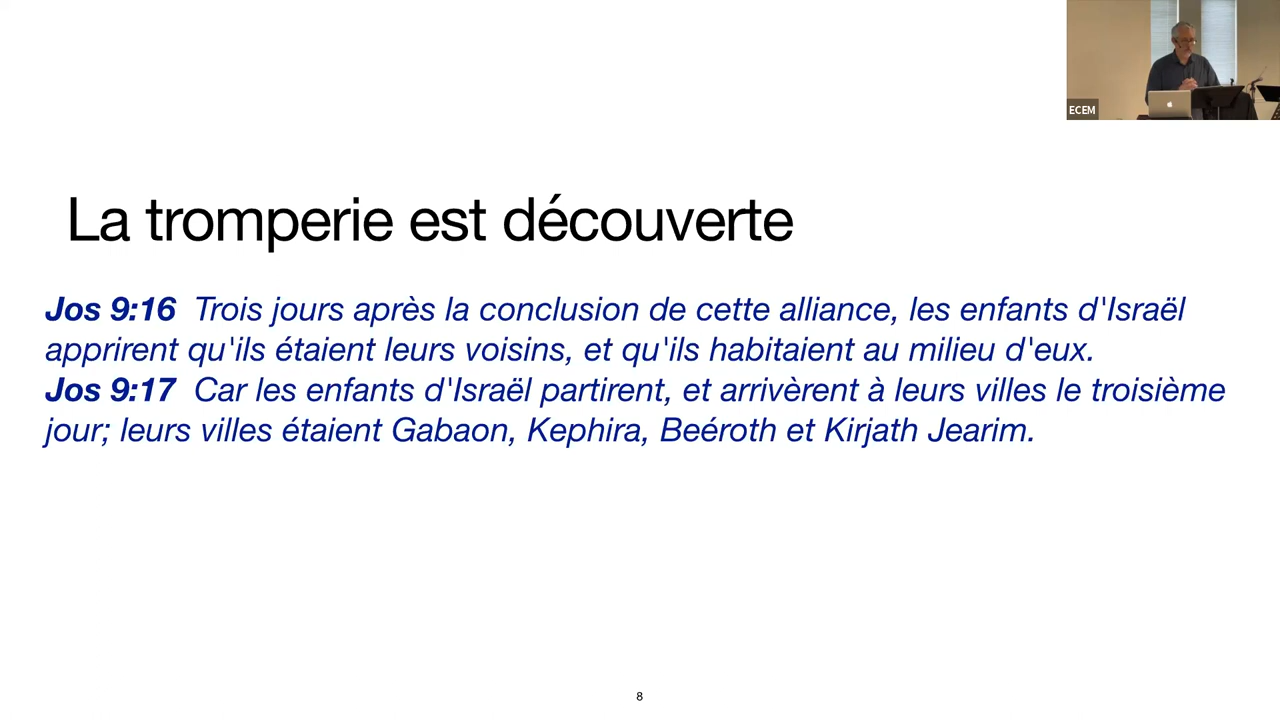 ECEM
La tromperie est découverte
Jos 9:16 Trois jours après la conclusion de cette alliance, les enfants d'Israël
apprirent qu'ils étaient leurs voisins, et qu'ils habitaient au milieu d'eux.
Jos 9:17 Car les enfants d'Israël partirent, et arrivèrent à leurs villes le troisième
jour; leurs villes étaient Gabaon, Kephira, Beéroth et Kirjath Jearim.
8